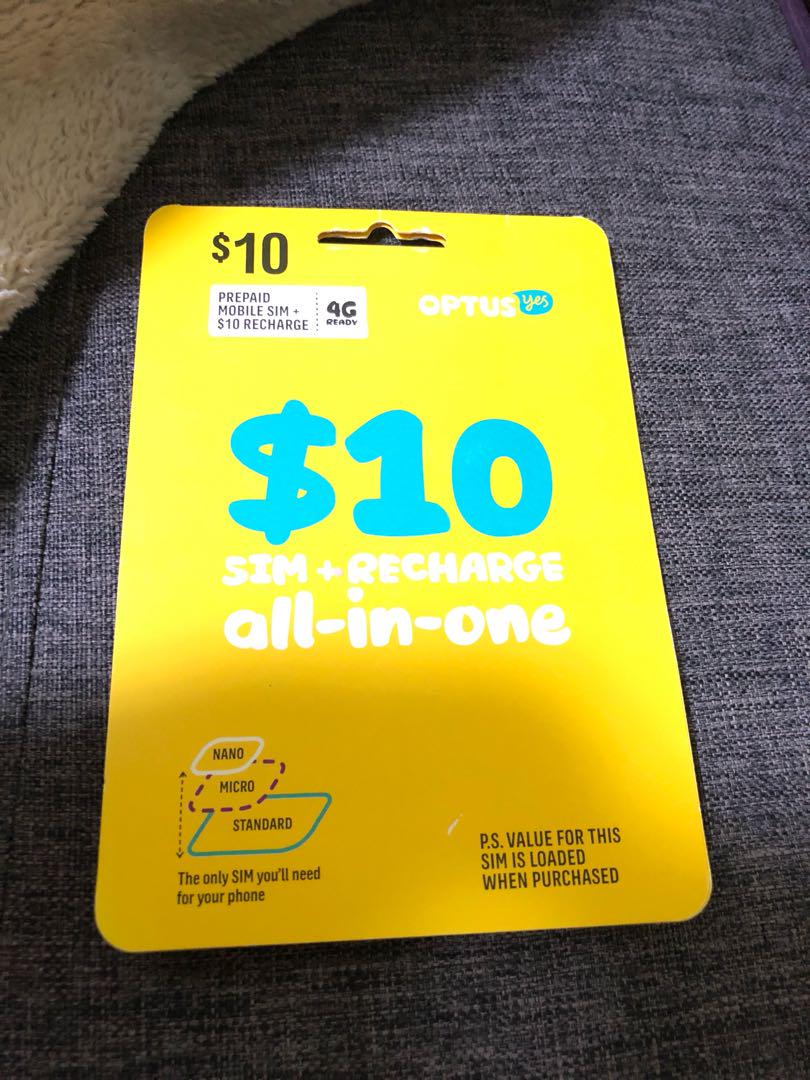 $10
PREPAID
MOBILE SIM +
$10 RECHARGE
4G
READY
OPTUS yes
$10
SIM + RECHARGE
all-in-one
NANO
MICRO
STANDARD
The only SIM you'll need
for your phone
P.S. VALUE FOR THIS
SIM IS LOADED
WHEN PURCHASED